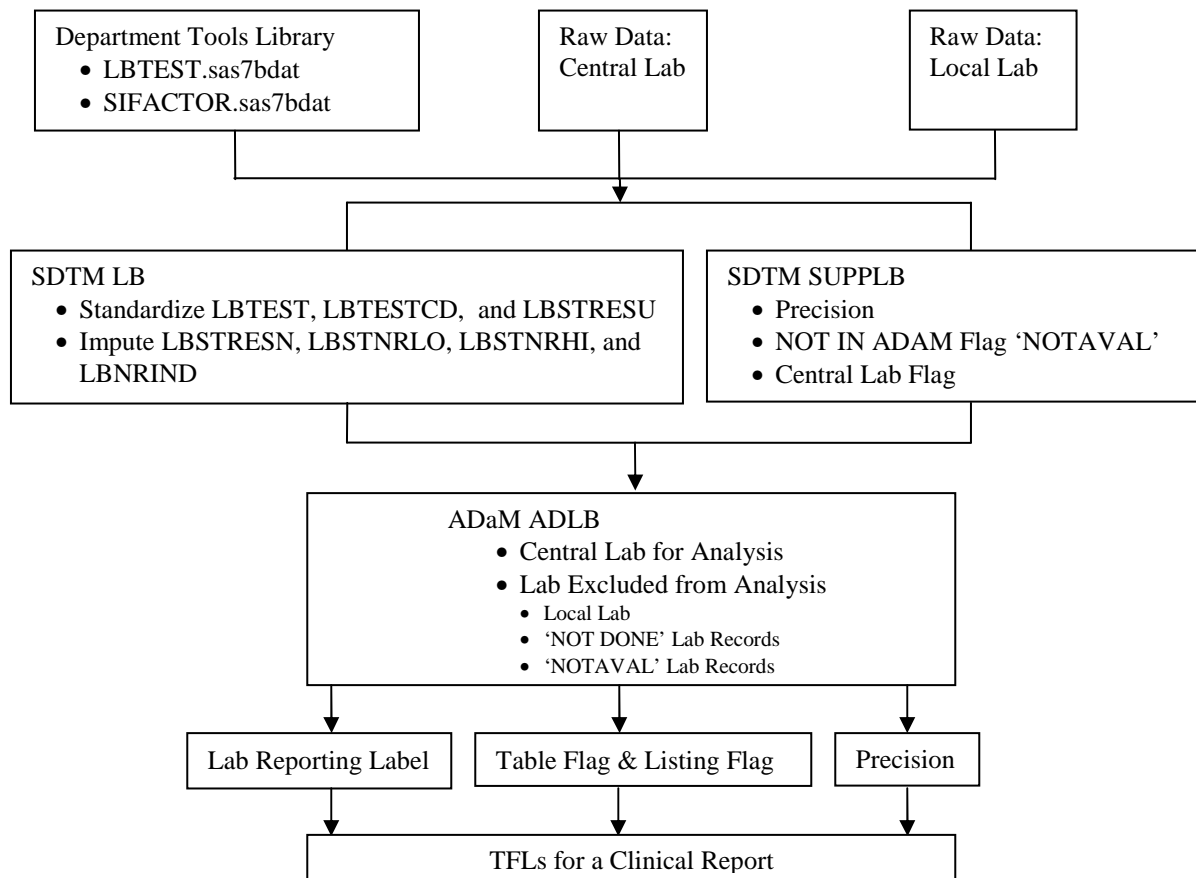 Department Tools Library
• LBTEST.sas7bdat
• SIFACTOR.sas7bdat
Raw Data:
Central Lab
Raw Data:
Local Lab
SDTM LB
• Standardize LBTEST, LBTESTCD, and LBSTRESU
• Impute LBSTRESN, LBSTNRLO, LBSTNRHI, and
LBNRIND
SDTM SUPPLB
• Precision
• NOT IN ADAM Flag ‘NOTAVAL’
• Central Lab Flag
ADaM ADLB
• Central Lab for Analysis
• Lab Excluded from Analysis
• Local Lab
• ‘NOT DONE’ Lab Records
• ‘NOTAVAL’ Lab Records
Lab Reporting Label
Table Flag & Listing Flag
Precision
TFLs for a Clinical Report